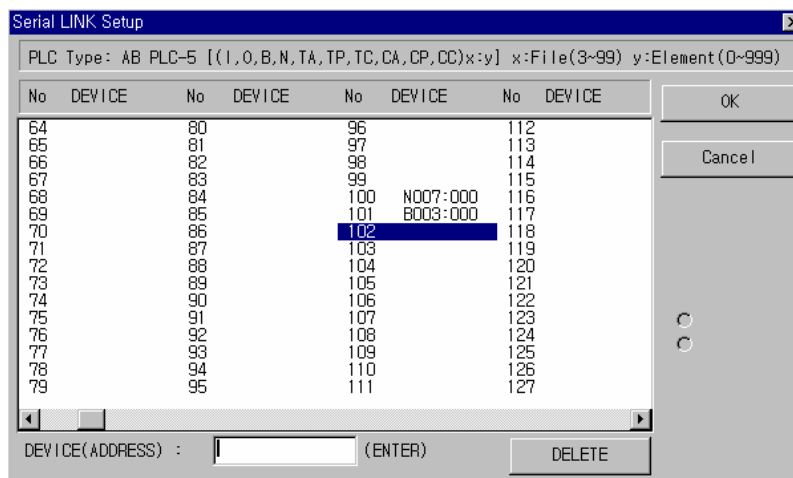 Serial LINK Setup
PLC Type: AB PLC-5 [(I,O,B,N,TA,TP,TC,CA,CP,CC)x:y] x:File(3~99) y:Element(0~999)
No DEVICE No DEVICE No DEVICE No DEVICE OK
64 80 96 112
65 81 97 113
66 82 98 114 Cancel
67 83 99 115
68 84 100 N007:000 116
69 85 101 B003:000 117
70 86 102 118
71 87 103 119
72 88 104 120
73 89 105 121
74 90 106 122
75 91 107 123
76 92 108 124
77 93 109 125
78 94 110 126
79 95 111 127
DEVICE(ADDRESS) : (ENTER) DELETE